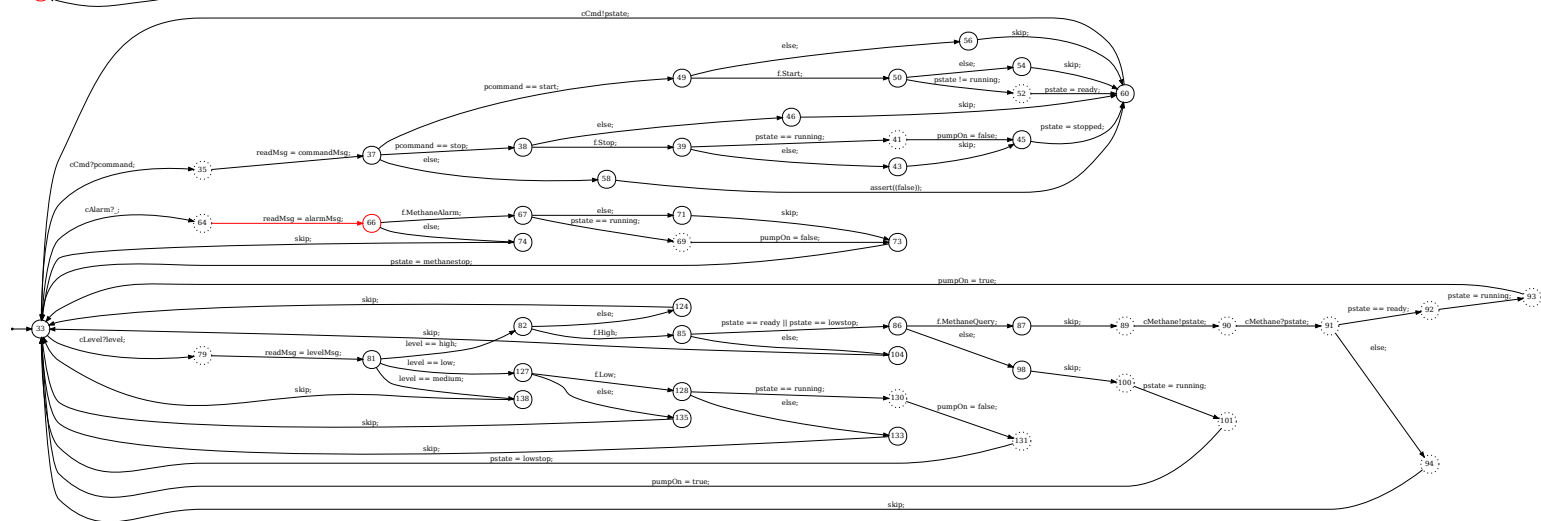 cCmd!pstate;
else;
56
skip;
49
f.Start;
50
else;
54
skip;
pstate != running;
52
pstate = ready;
60
pcommand == start;
46
skip;
else;
cCmd?pcommand;
35
readMsg = commandMsg;
37
pcommand == stop;
38
f.Stop;
39
pstate == running;
41
pumpOn = false;
45
pstate = stopped;
else;
43
skip;
else;
58
assert((false));
cAlarm?_;
64
readMsg = alarmMsg;
66
f.MethaneAlarm;
67
else;
71
skip;
pstate == running;
69
pumpOn = false;
73
else;
74
skip;
pstate = methanestop;
pumpOn = true;
93
pstate = running;
92
pstate == ready;
skip;
124
else;
33
skip;
82
f.High;
85
pstate == ready || pstate == lowstop;
86
f.MethaneQuery;
87
skip;
89
cMethane!pstate;
90
cMethane?pstate;
91
else;
else;
104
else;
98
skip;
100
pstate = running;
101
cLevel?level;
79
readMsg = levelMsg;
81
level == high;
level == low;
127
f.Low;
128
pstate == running;
130
pumpOn = false;
131
level == medium;
138
skip;
else;
135
skip;
else;
133
skip;
pstate = lowstop;
94
pumpOn = true;
skip;